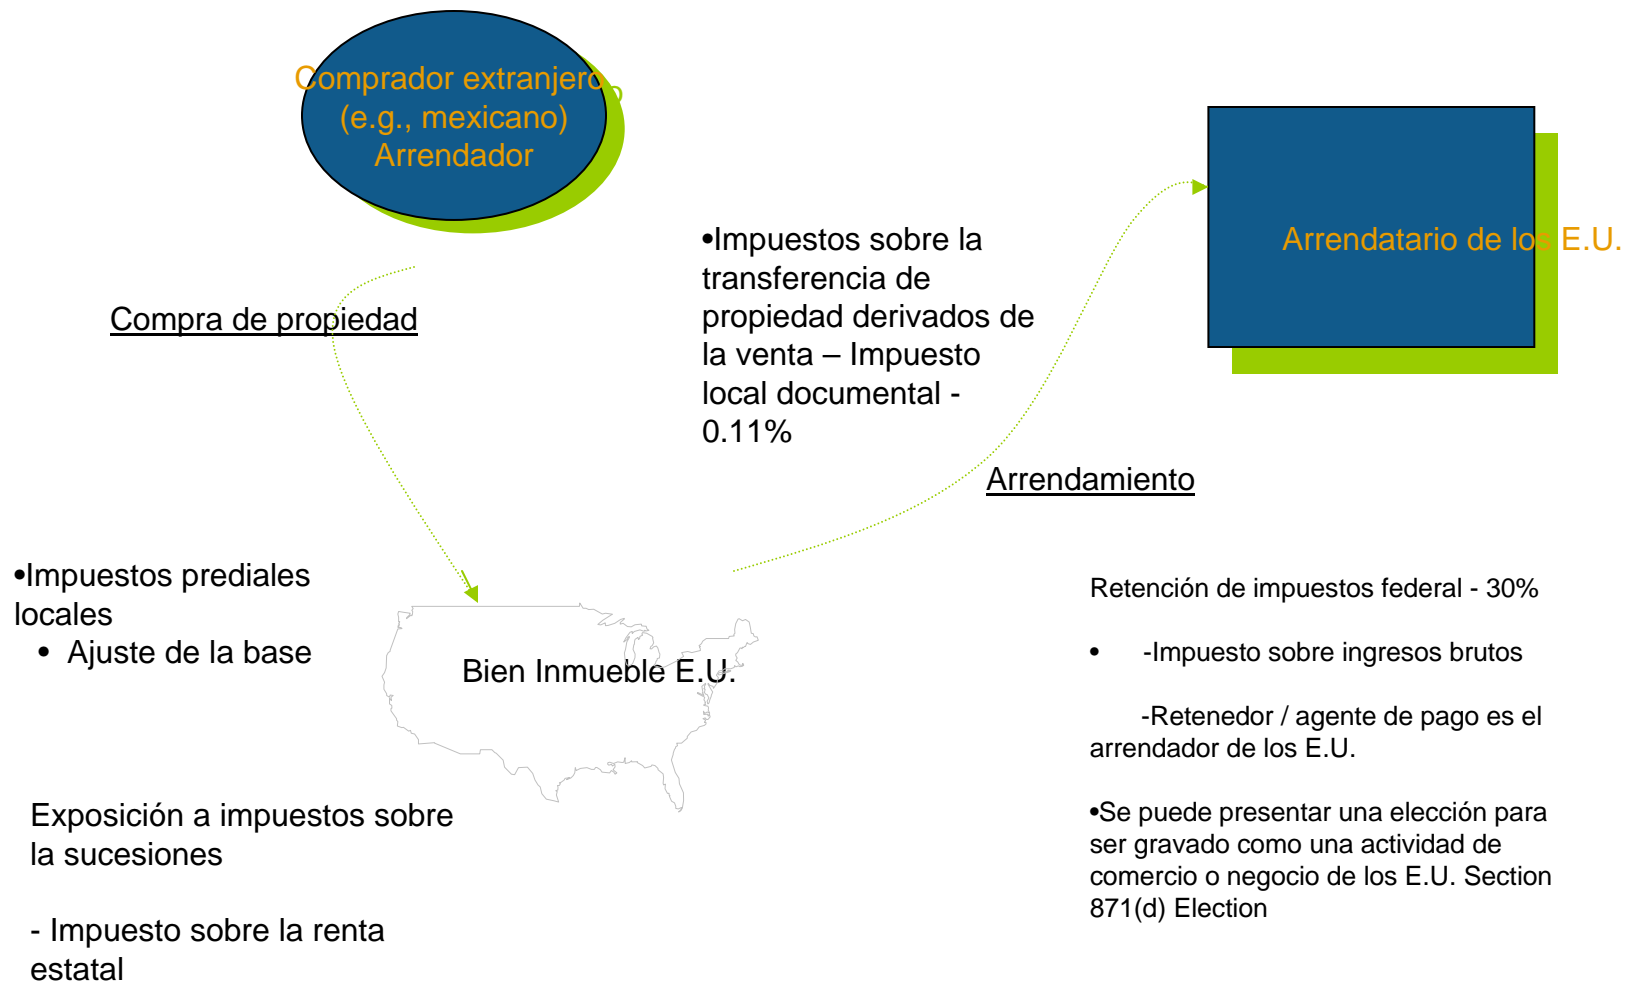 Comprador extranjero
(e.g., mexicano)
Arrendador
Compra de propiedad
•Impuestos sobre la
transferencia de
propiedad derivados de
la venta – Impuesto
local documental -
0.11%
Arrendatario de los E.U.
Arrendamiento
•Impuestos prediales
locales
• Ajuste de la base
Bien Inmueble E.U.
Exposición a impuestos sobre
la sucesiones
- Impuesto sobre la renta
estatal
Retención de impuestos federal - 30%
• -Impuesto sobre ingresos brutos
-Retenedor / agente de pago es el
arrendador de los E.U.
•Se puede presentar una elección para
ser gravado como una actividad de
comercio o negocio de los E.U. Section
871(d) Election